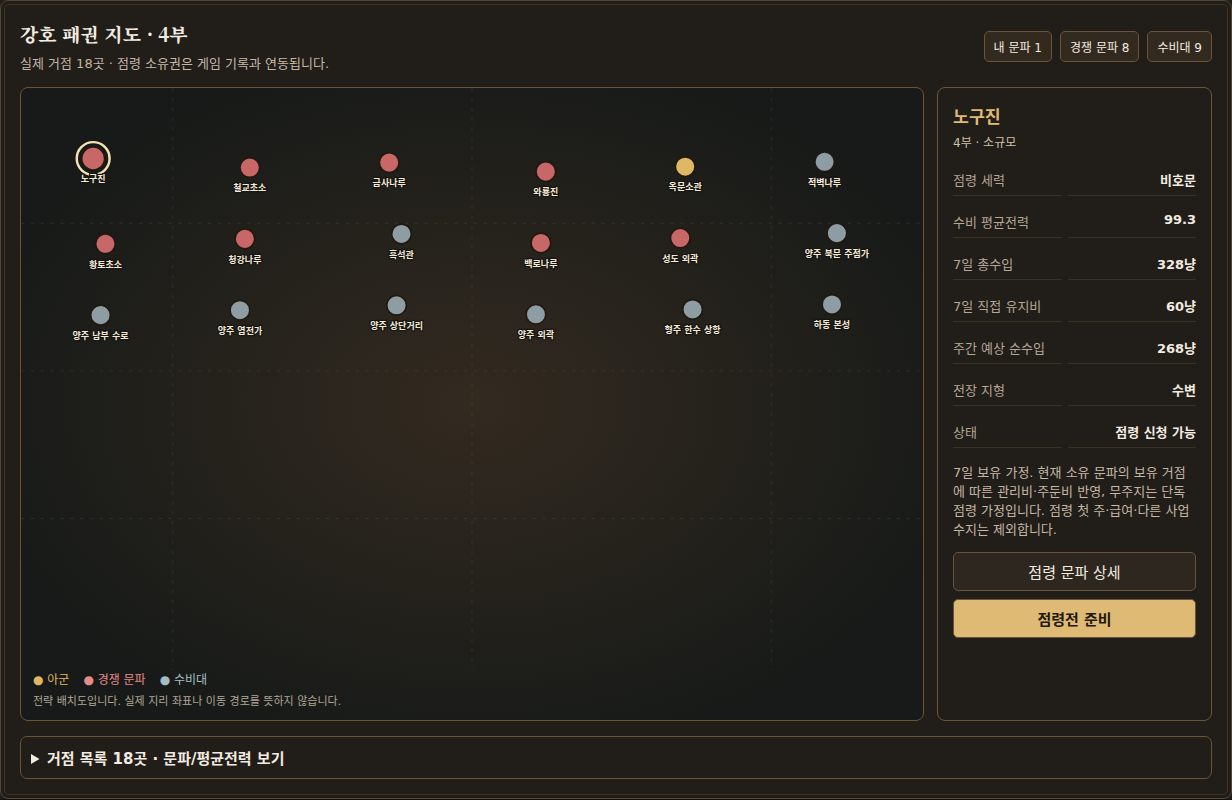 강호 패권 지도 · 4부
실제 거점 18곳 · 점령 소유권은 게임 기록과 연동됩니다.
내 문파 1
경쟁 문파 8
수비대 9
노구진
철교초소
금사나루
와룡진
옥문소관
적벽나루
황토초소
청강나루
흑석관
백로나루
성도 외곽
양주 북문 주점가
양주 남부 수로
양주 염전가
양주 상단거리
양주 외곽
형주 한수 상항
하동 본성
● 아군 ● 경쟁 문파 ● 수비대
전략 배치도입니다. 실제 지리 좌표나 이동 경로를 뜻하지 않습니다.
노구진
4부 · 소규모
점령 세력 비호문
수비 평균전력 99.3
7일 총수입 328냥
7일 직접 유지비 60냥
주간 예상 순수입 268냥
전장 지형 수변
상태 점령 신청 가능
7일 보유 가정. 현재 소유 문파의 보유 거점
에 따른 관리비·주둔비 반영, 무주지는 단독
점령 가정입니다. 점령 첫 주·급여·다른 사업
수지는 제외합니다.
점령 문파 상세
점령전 준비
▶ 거점 목록 18곳 · 문파/평균전력 보기